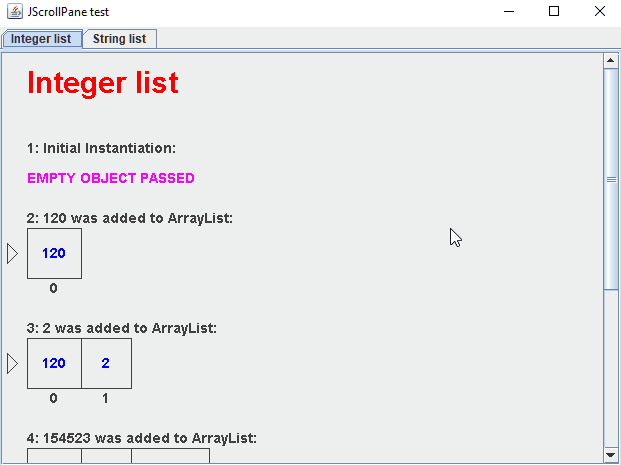 JScrollPane test
Integer list String list
Integer list
1: Initial Instantiation:
EMPTY OBJECT PASSED
2: 120 was added to ArrayList:
120
0
3: 2 was added to ArrayList:
120 2
0 1
4: 154523 was added to ArrayList: